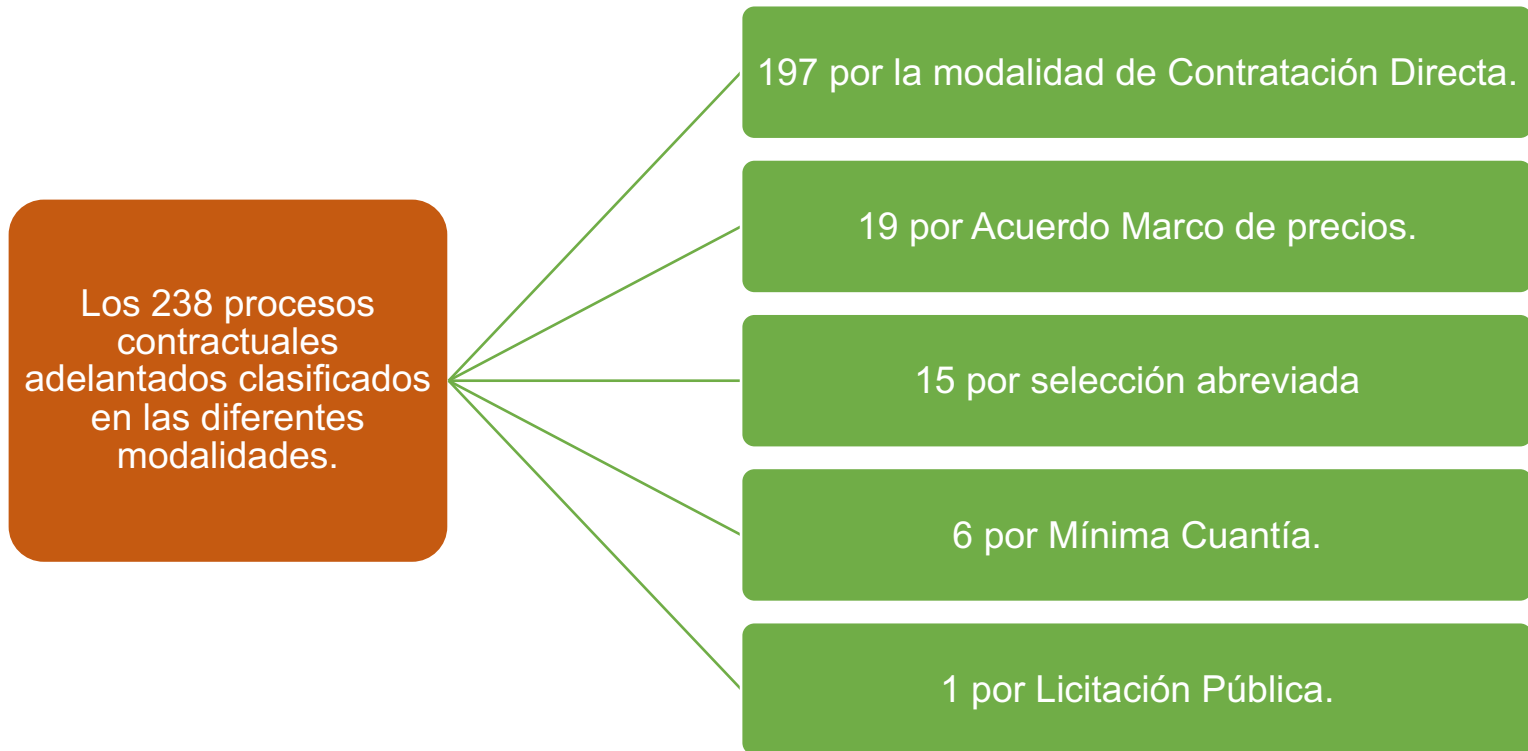 Los 238 procesos
contractuales
adelantados clasificados
en las diferentes
modalidades.
197 por la modalidad de Contratación Directa.
19 por Acuerdo Marco de precios.
15 por selección abreviada
6 por Mínima Cuantía.
1 por Licitación Pública.